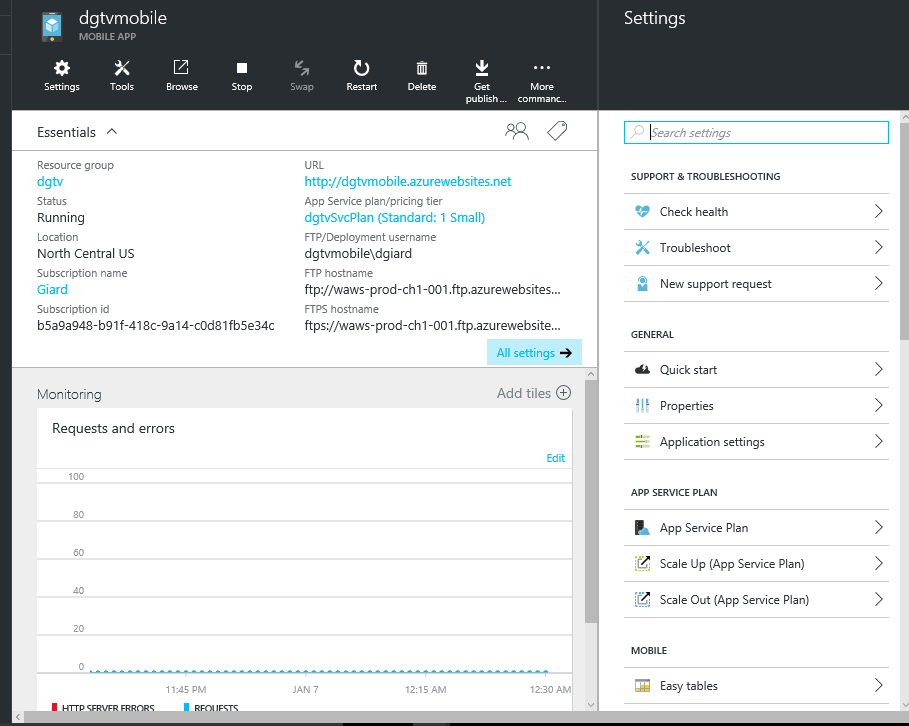 dgtvmobile
MOBILE APP
Settings
Tools
Browse
Stop
Swap
Restart
Delete
Get
publish ...
More
commanc...
Essentials
Resource group
dgtv
Status
Running
Location
North Central US
Subscription name
Giard
Subscription id
b5a9a948-b91f-418c-9a14-c0d81fb5e34c
URL
http://dgtvmobile.azurewebsites.net
App Service plan/pricing tier
dgtvSvcPlan (Standard: 1 Small)
FTP/Deployment username
dgtvmobile\dgiard
FTP hostname
ftp://waws-prod-ch1-001.ftp.azurewebsites...
FTPS hostname
ftps://waws-prod-ch1-001.ftp.azurewebsite...
All settings
Monitoring
Add tiles
Requests and errors
Edit
100
80
60
40
20
0
11:45 PM
JAN 7
12:15 AM
12:30 AM
HTTP SERVER ERRORS
REQUESTS
Settings
Search settings
SUPPORT & TROUBLESHOOTING
Check health
Troubleshoot
New support request
GENERAL
Quick start
Properties
Application settings
APP SERVICE PLAN
App Service Plan
Scale Up (App Service Plan)
Scale Out (App Service Plan)
MOBILE
Easy tables